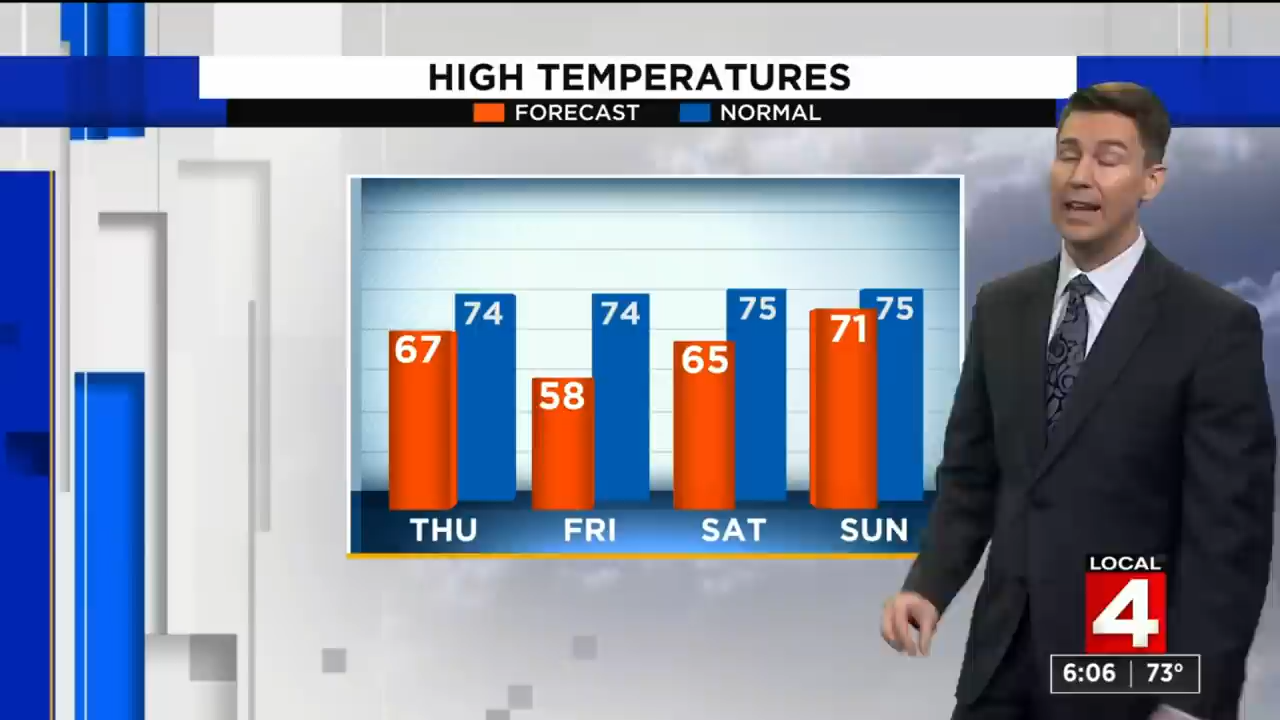 HIGH TEMPERATURES
FORECAST NORMAL
67 74 58 74 65 75 71 75
THU FRI SAT SUN
LOCAL
4
6:06 73°